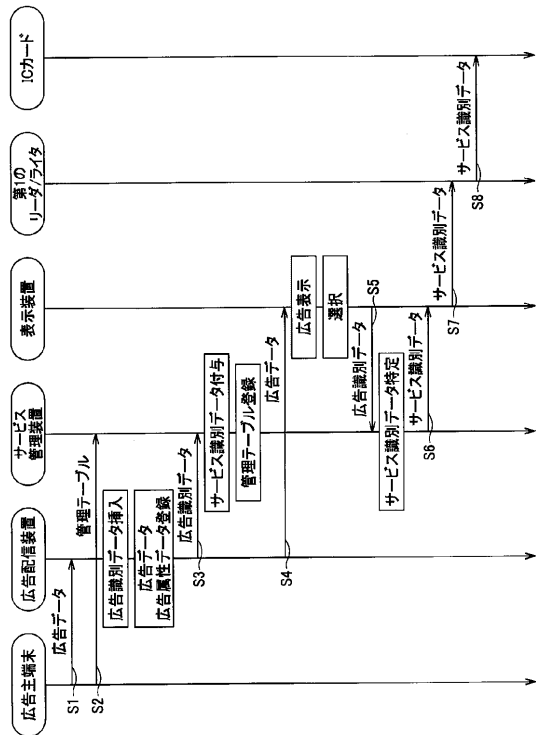 広告主端末
広告配信装置
サービス
管理装置
表示装置
第1の
リーダ/ライタ
ICカード
広告データ
S1
管理テーブル
S2
広告識別データ挿入
広告データ
広告属性データ登録
広告識別データ
S3
サービス識別データ付与
管理テーブル登録
広告データ
S4
広告表示
選択
広告識別データ
S5
サービス識別データ特定
サービス識別データ
S6
サービス識別データ
S7
サービス識別データ
S8